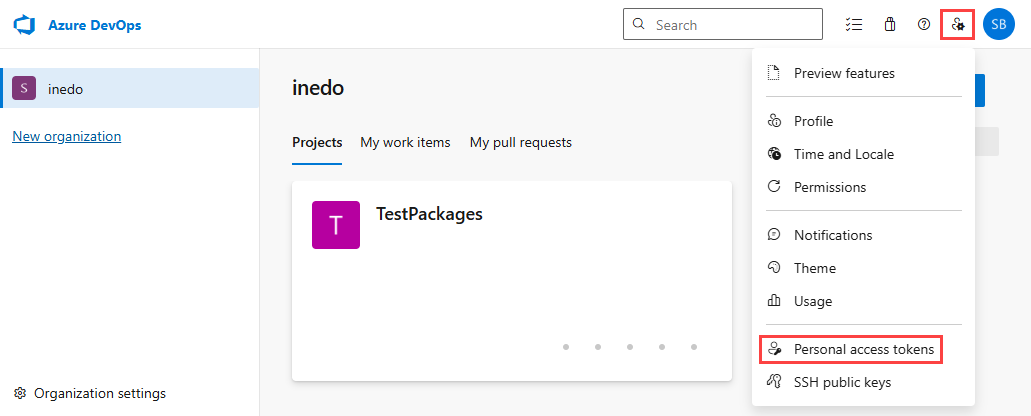 Azure DevOps
Search
SB
S
inedo
New organization
Organization settings
inedo
Projects
My work items
My pull requests
T
TestPackages
Preview features
Profile
Time and Locale
Permissions
Notifications
Theme
Usage
Personal access tokens
SSH public keys